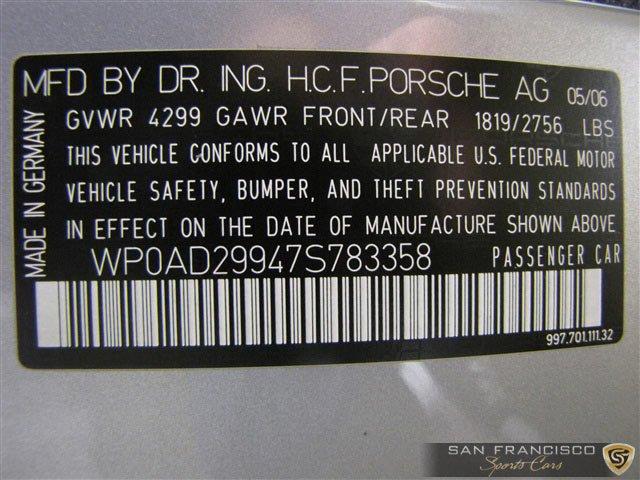 MFD BY DR. ING. H.C.F. PORSCHE AG 05/06
GVWR 4299 GAWR FRONT/REAR 1819/2756 LBS
THIS VEHICLE CONFORMS TO ALL APPLICABLE U.S. FEDERAL MOTOR
VEHICLE SAFETY, BUMPER, AND THEFT PREVENTION STANDARDS
IN EFFECT ON THE DATE OF MANUFACTURE SHOWN ABOVE.
WP0AD29947S783358 PASSENGER CAR
997.701.111.32
MADE IN GERMANY
SAN FRANCISCO
Sports Cars